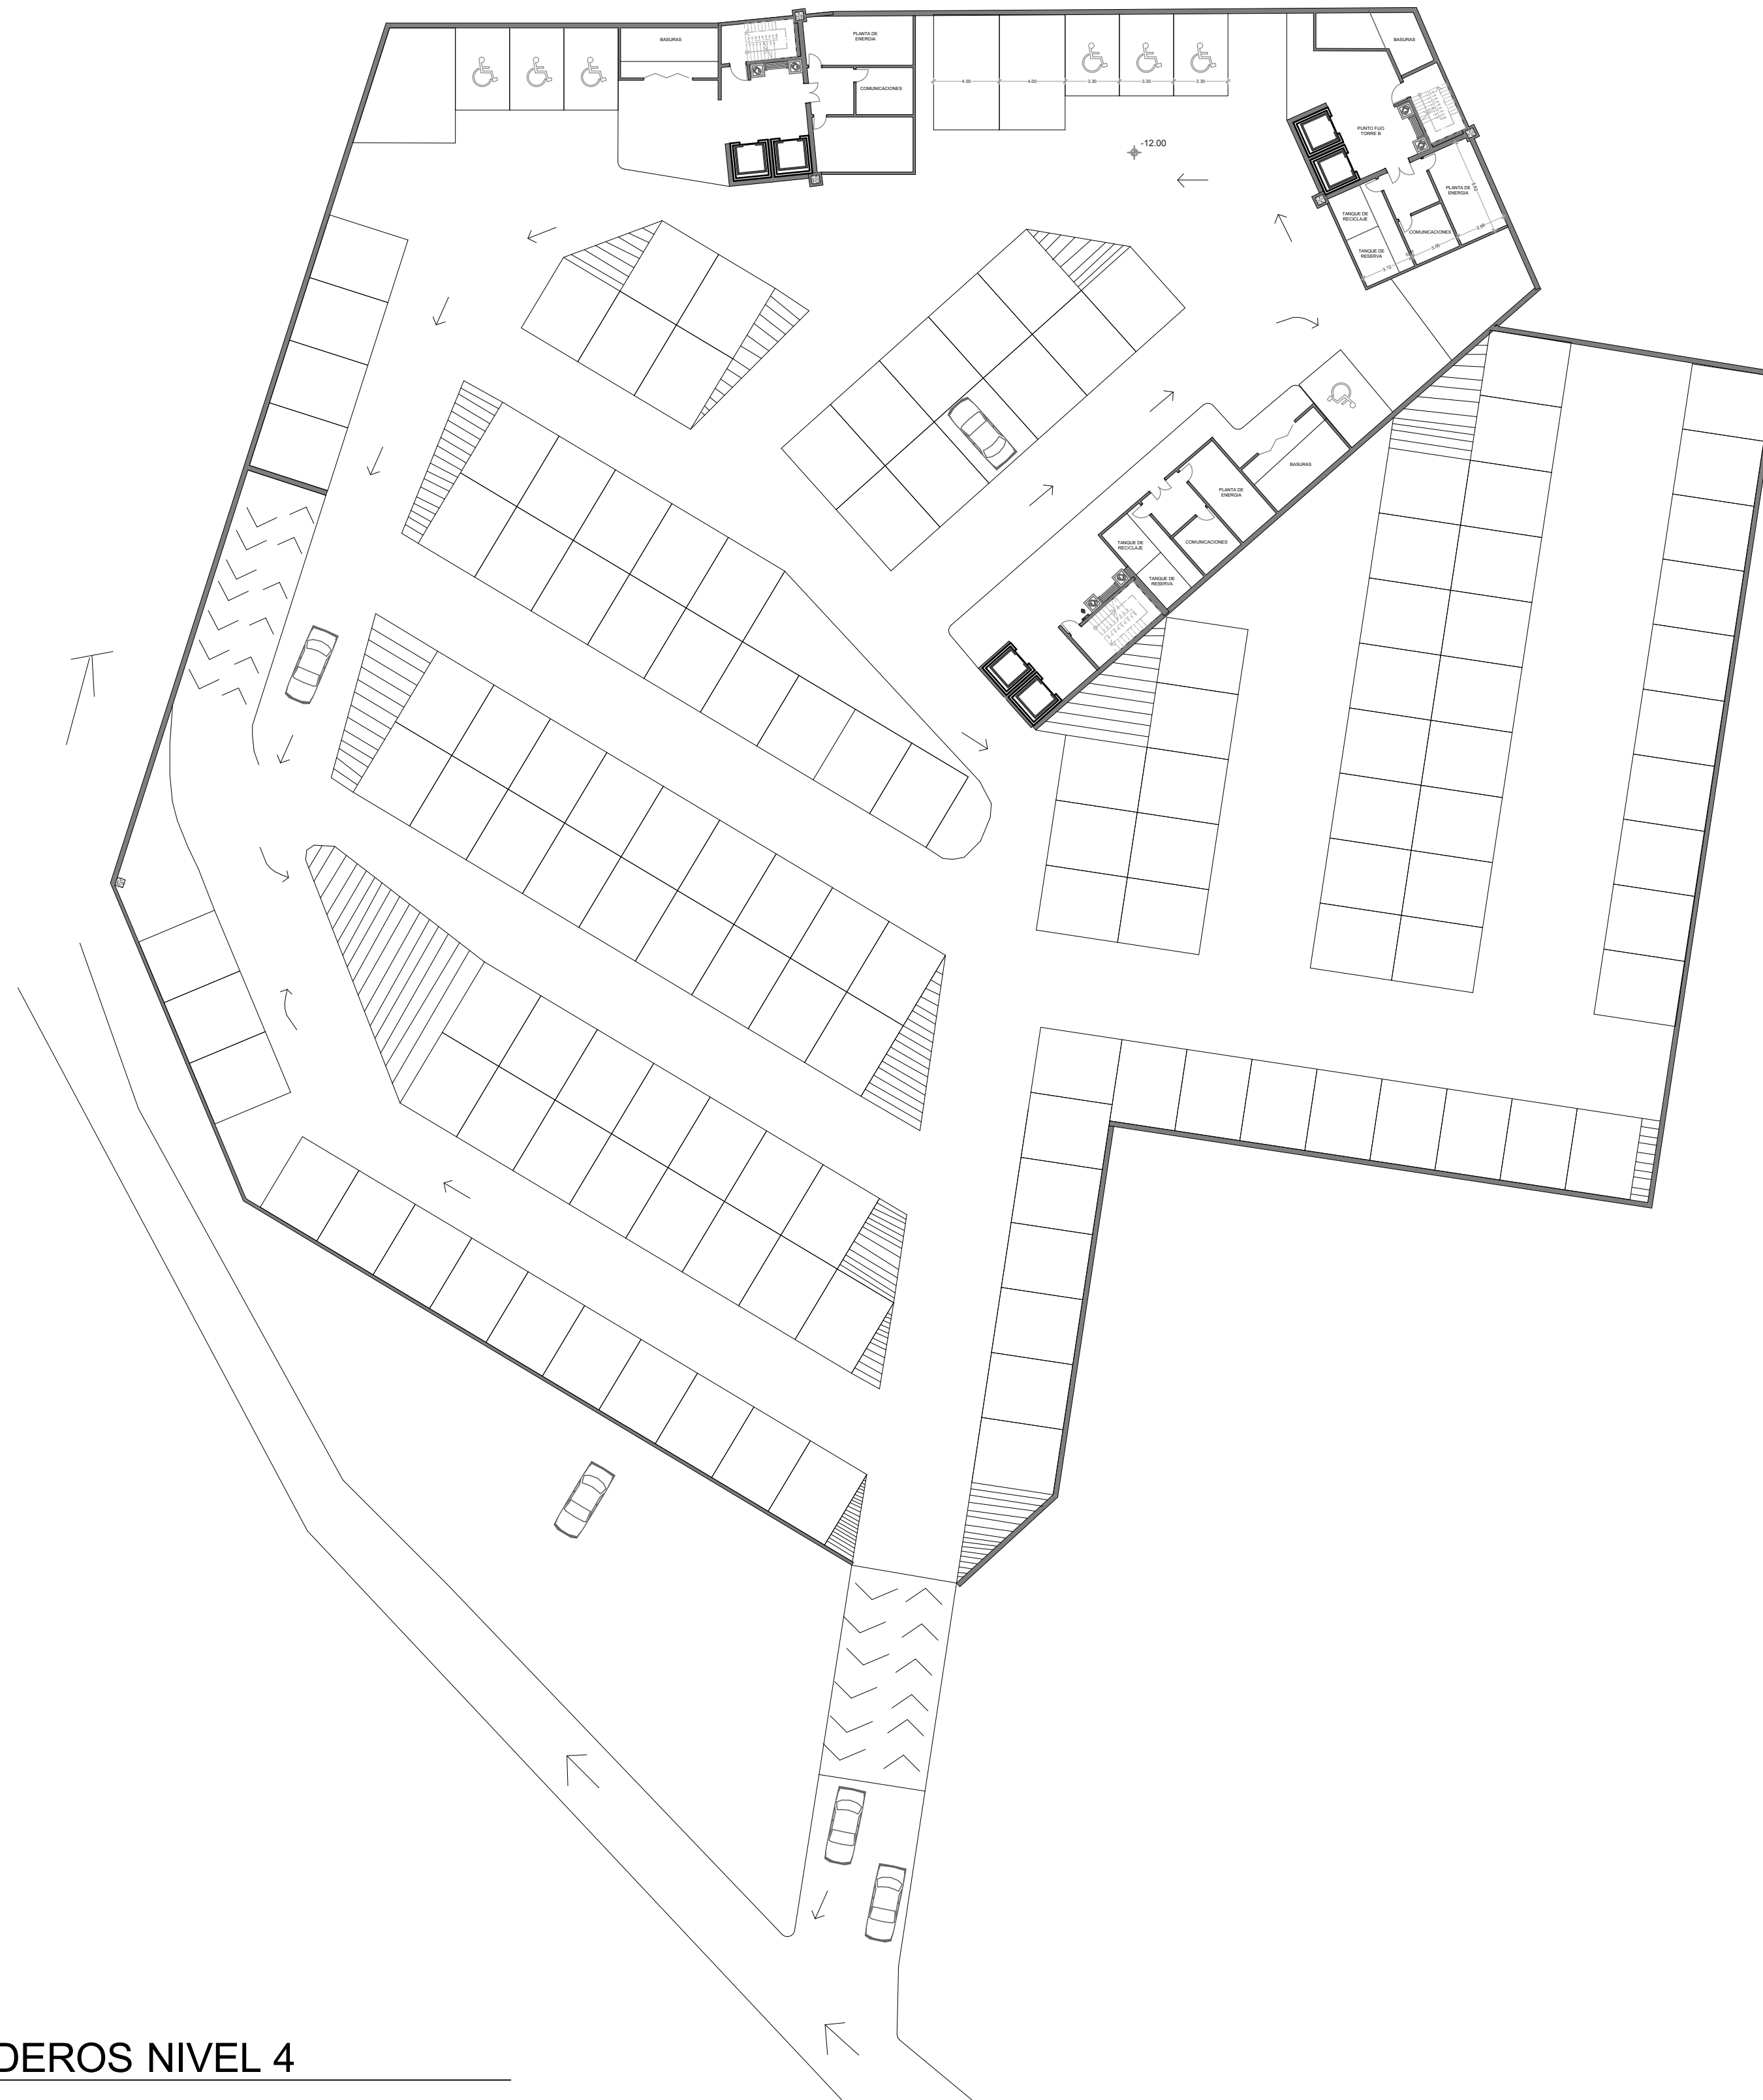 BASURAS
PLANTA DE
ENERGIA
COMUNICACIONES
4.00
4.00
3.30
3.30
3.30
-12.00
BASURAS
PUNTO FIJO
TORRE B
PLANTA DE
ENERGIA
TANQUE DE
RECICLAJE
COMUNICACIONES
TANQUE DE
RESERVA
3.00
BASURAS
PLANTA DE
ENERGIA
TANQUE DE
RECICLAJE
COMUNICACIONES
TANQUE DE
RESERVA
DEROS NIVEL 4